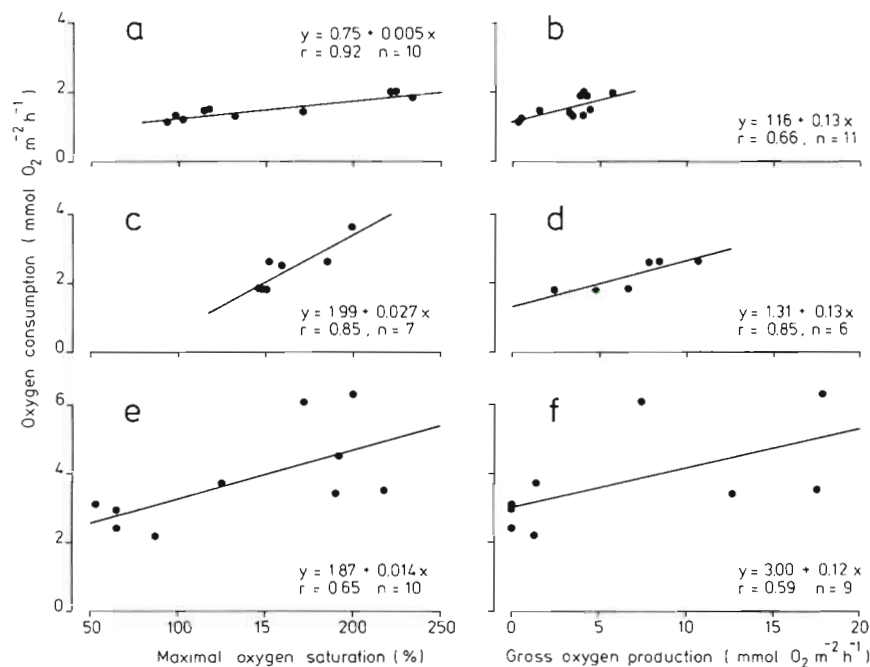 a
y = 0.75 + 0.005 x
r = 0.92 n = 10
b
y = 116 + 0.13 x
r = 0.66 , n = 11
c
y = 1.99 + 0.027 x
r = 0.85 , n = 7
d
y = 1.31 + 0.13 x
r = 0.85 , n = 6
e
y = 1.87 + 0.014 x
r = 0.65 n = 10
f
y = 3.00 + 0.12 x
r = 0.59 n = 9
Oxygen consumption ( mmol O₂ m⁻² h⁻¹ )
4
2
0
4
2
0
6
4
2
0
50 100 15 200 250
0 5 10 15 20
Maximal oxygen saturation ( % )
Gross oxygen production ( mmol O₂ m⁻² h⁻¹ )